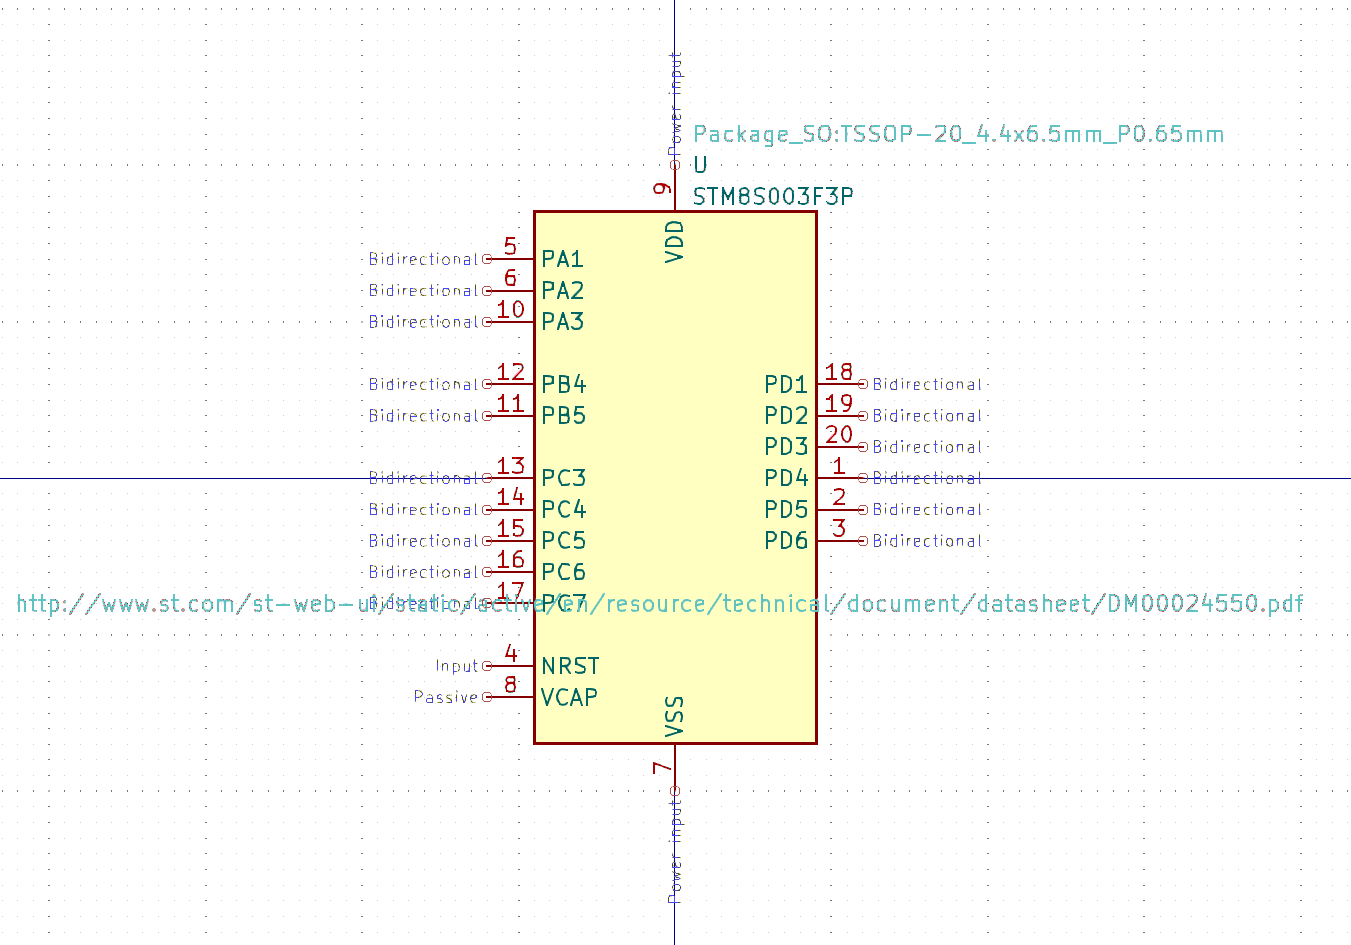 Power input
Package_SO:TSSOP-20_4.4x6.5mm_P0.65mm
U
9
STM8S003F3P
VDD
Bidirectional 5 PA1
Bidirectional 6 PA2
Bidirectional 10 PA3
Bidirectional 12 PB4 PD1 18 Bidirectional
Bidirectional 11 PB5 PD2 19 Bidirectional
PD3 20 Bidirectional
Bidirectional 13 PC3 PD4 1 Bidirectional
Bidirectional 14 PC4 PD5 2 Bidirectional
Bidirectional 15 PC5 PD6 3 Bidirectional
Bidirectional 16 PC6
Bidirectional 17 PC7
http://www.st.com/st-web-ui/static/active/en/resource/technical/document/datasheet/DM00024550.pdf
Input 4 NRST
Passive 8 VCAP
VSS
7
Power input